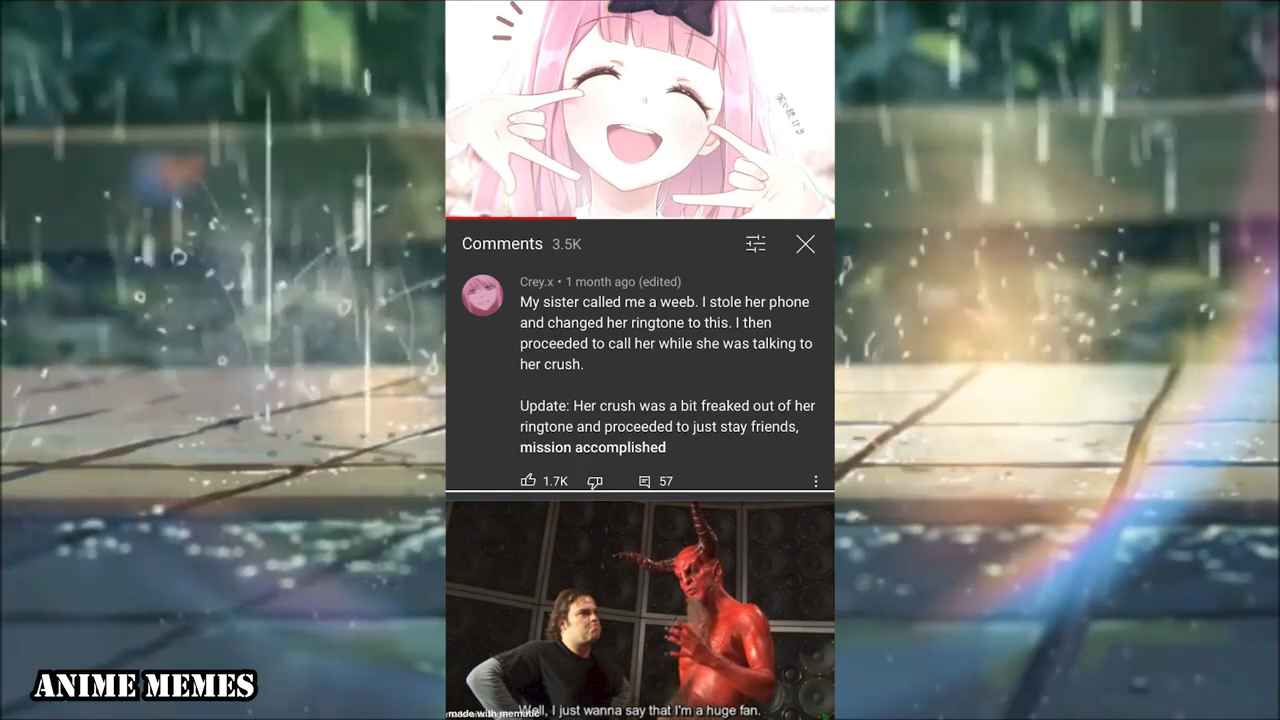 Comments 3.5K
Crey.x • 1 month ago (edited)
My sister called me a weeb. I stole her phone
and changed her ringtone to this. I then
proceeded to call her while she was talking to
her crush.
Update: Her crush was a bit freaked out of her
ringtone and proceeded to just stay friends,
mission accomplished
1.7K 57
Well, I just wanna say that I'm a huge fan.
made with mematic
ANIME MEMES